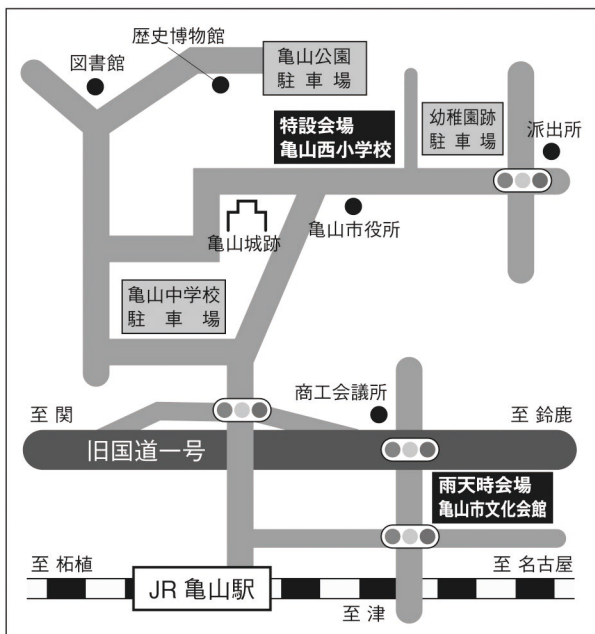 歴史博物館
図書館
亀山公園
駐車場
特設会場
亀山西小学校
幼稚園跡
駐車場
派出所
亀山城跡
亀山市役所
亀山中学校
駐車場
商工会議所
至 関
至 鈴鹿
旧国道一号
雨天時会場
亀山市文化会館
至 柘植
至 名古屋
JR 亀山駅
至 津